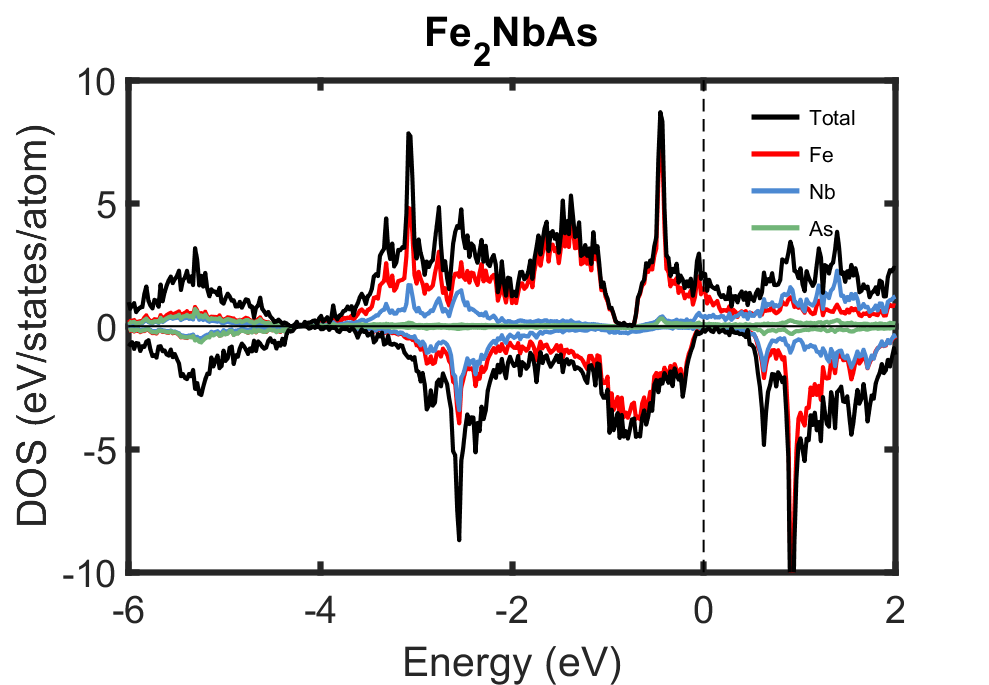 Fe₂NbAs
DOS (eV/states/atom)
10
5
0
-5
-10
Total
Fe
Nb
As
-6 -4 -2 0 2
Energy (eV)